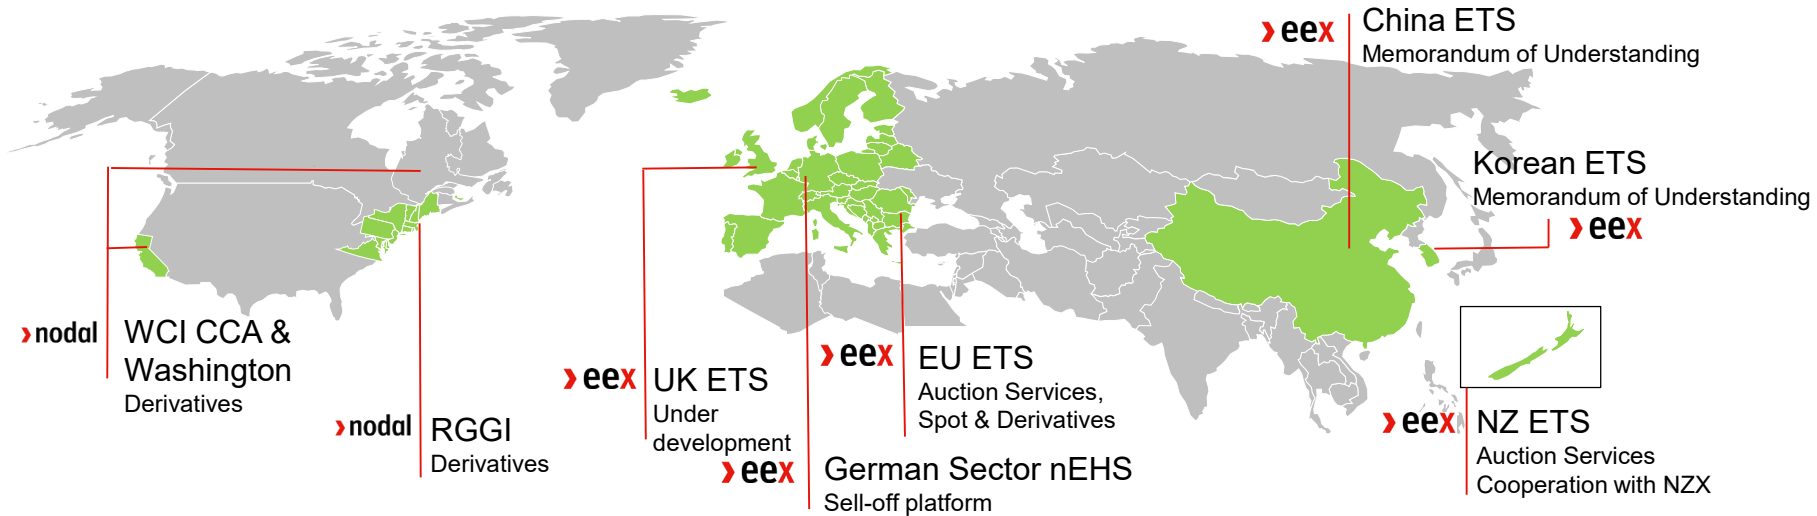 eex
China ETS
Memorandum of Understanding
Korean ETS
Memorandum of Understanding
eex
nodal
WCI CCA &
Washington
Derivatives
nodal
RGGI
Derivatives
eex
UK ETS
Under
development
eex
EU ETS
Auction Services,
Spot & Derivatives
eex
German Sector nEHS
Sell-off platform
eex
NZ ETS
Auction Services
Cooperation with NZX